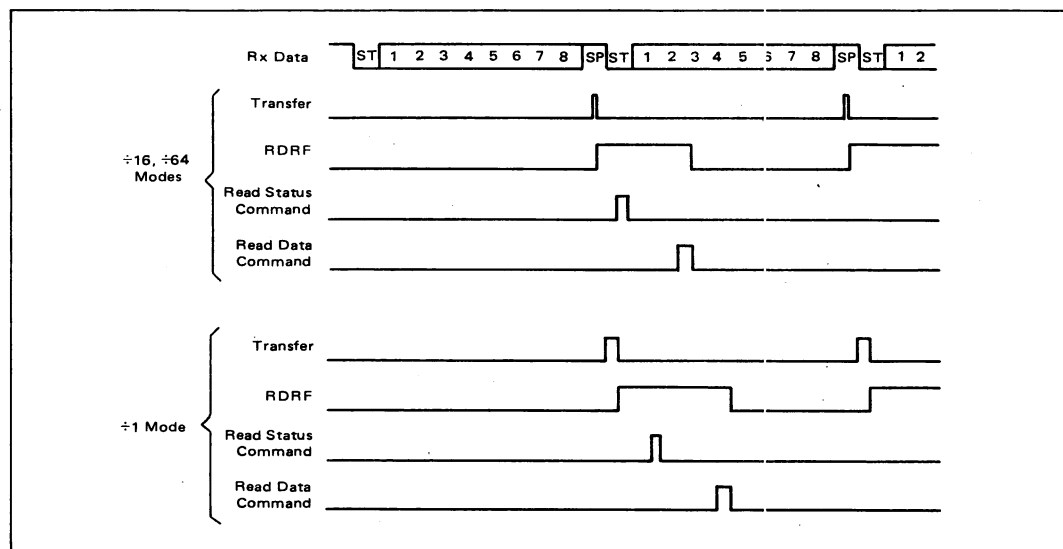 Rx Data ST 1 2 3 4 5 6 7 8 SP ST 1 2 3 4 5 6 7 8 SP ST 1 2
÷16, ÷64
Modes
Transfer
RDRF
Read Status
Command
Read Data
Command
÷1 Mode
Transfer
RDRF
Read Status
Command
Read Data
Command